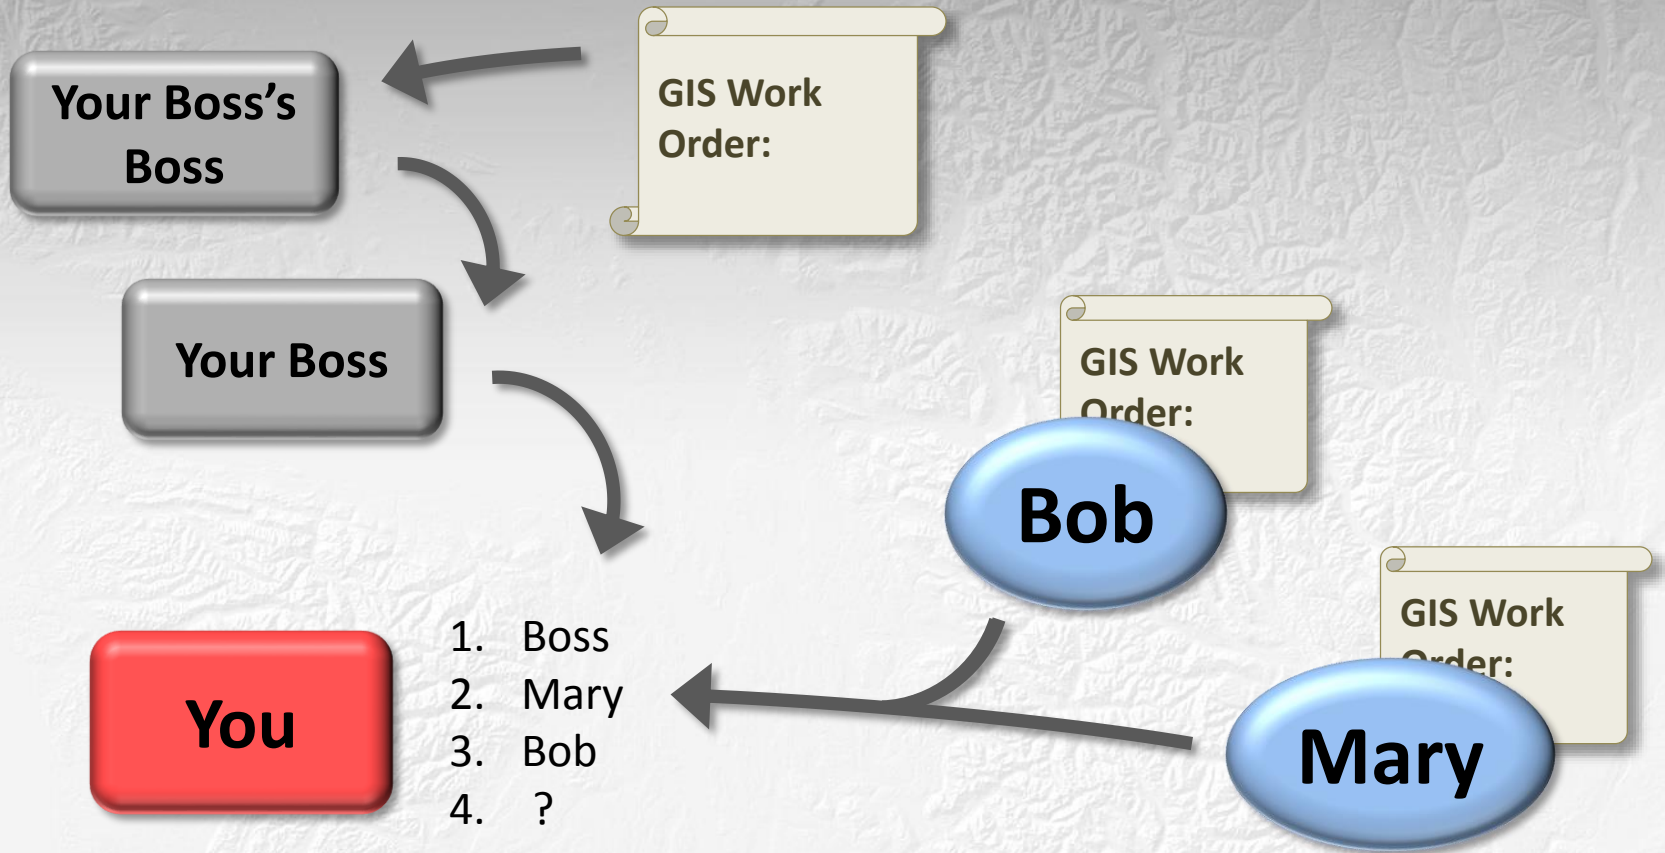 Your Boss’s
Boss
GIS Work
Order:
Your Boss
GIS Work
Order:
Bob
GIS Work
Order:
Mary
You
1. Boss
2. Mary
3. Bob
4. ?